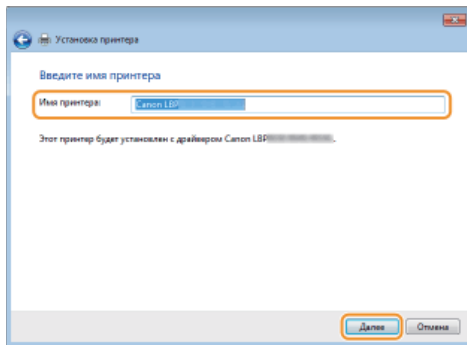 Установка принтера
Введите имя принтера
Имя принтера: Canon LBP
Этот принтер будет установлен с драйвером Canon LBP .
Далее Отмена